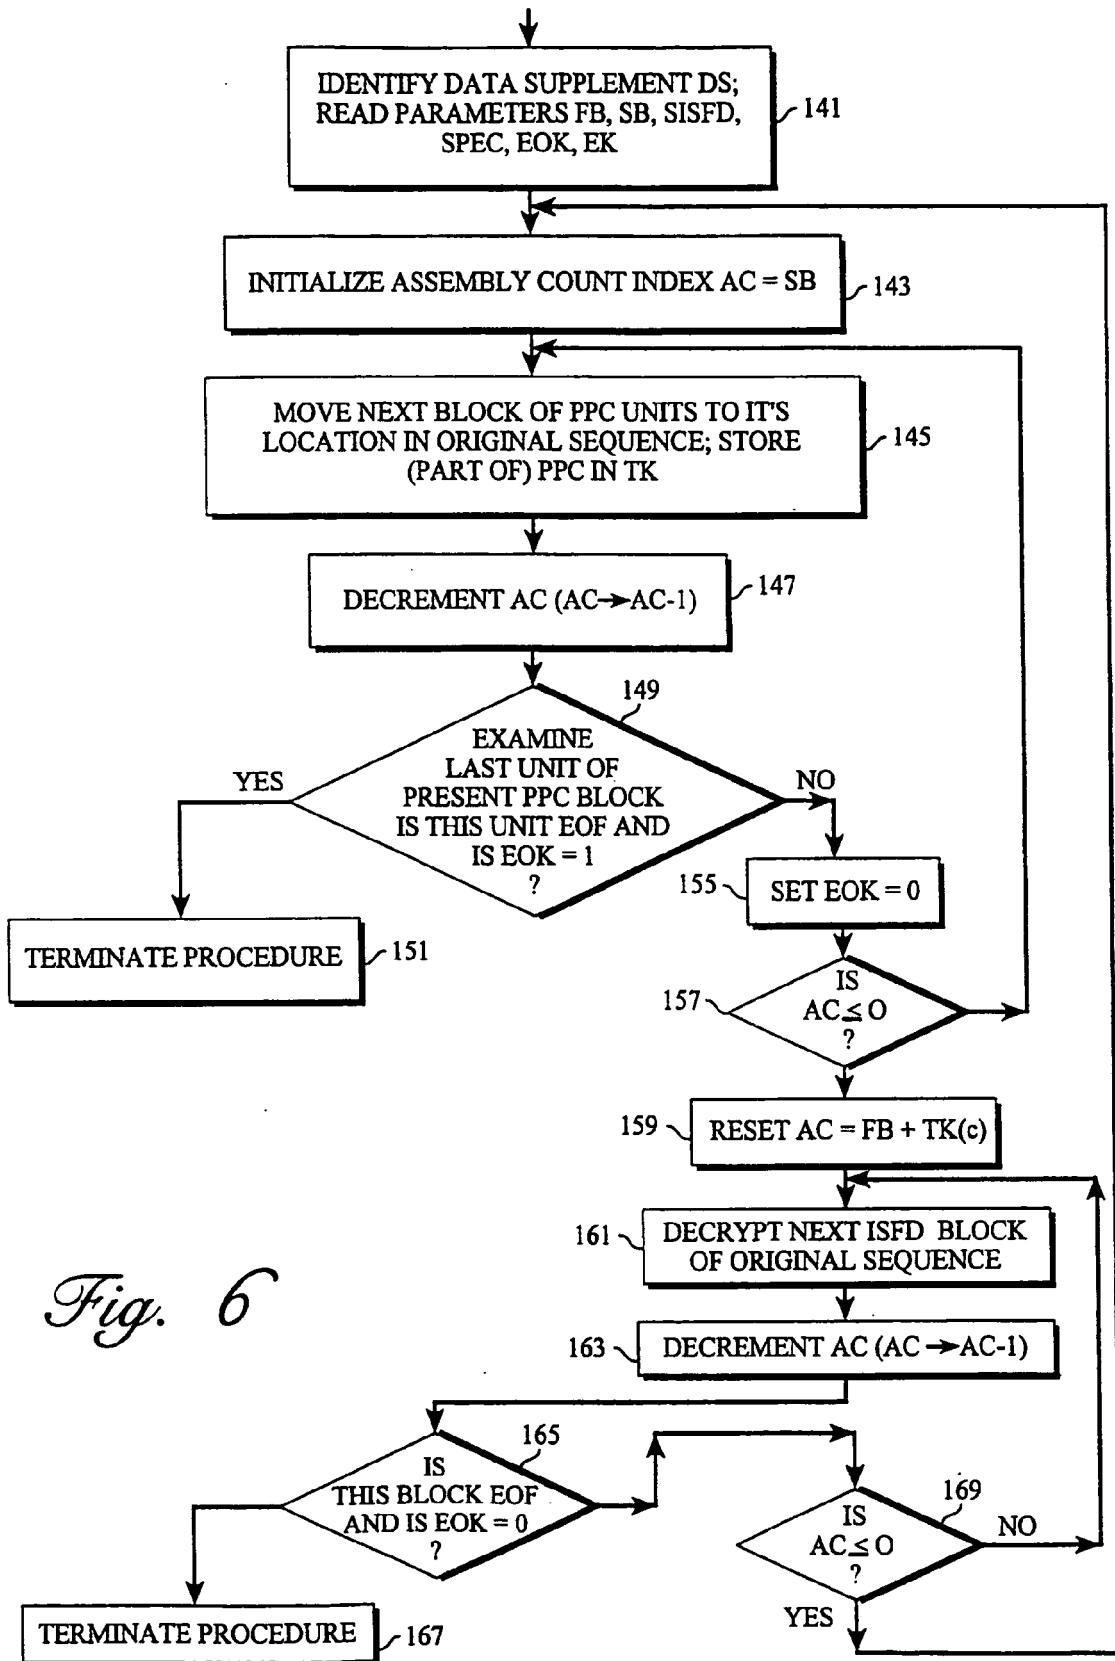 IDENTIFY DATA SUPPLEMENT DS;
READ PARAMETERS FB, SB, SISFD,
SPEC, EOK, EK
141
INITIALIZE ASSEMBLY COUNT INDEX AC = SB
143
MOVE NEXT BLOCK OF PPC UNITS TO IT'S
LOCATION IN ORIGINAL SEQUENCE; STORE
(PART OF) PPC IN TK
145
DECREMENT AC (AC→AC-1)
147
149
EXAMINE
LAST UNIT OF
PRESENT PPC BLOCK
IS THIS UNIT EOF AND
IS EOK = 1
?
YES
NO
TERMINATE PROCEDURE
151
155
SET EOK = 0
157
IS
AC ≤ O
?
159
RESET AC = FB + TK(c)
161
DECRYPT NEXT ISFD BLOCK
OF ORIGINAL SEQUENCE
Fig. 6
163
DECREMENT AC (AC →AC-1)
165
IS
THIS BLOCK EOF
AND IS EOK = 0
?
169
IS
AC ≤ O
?
NO
YES
TERMINATE PROCEDURE
167